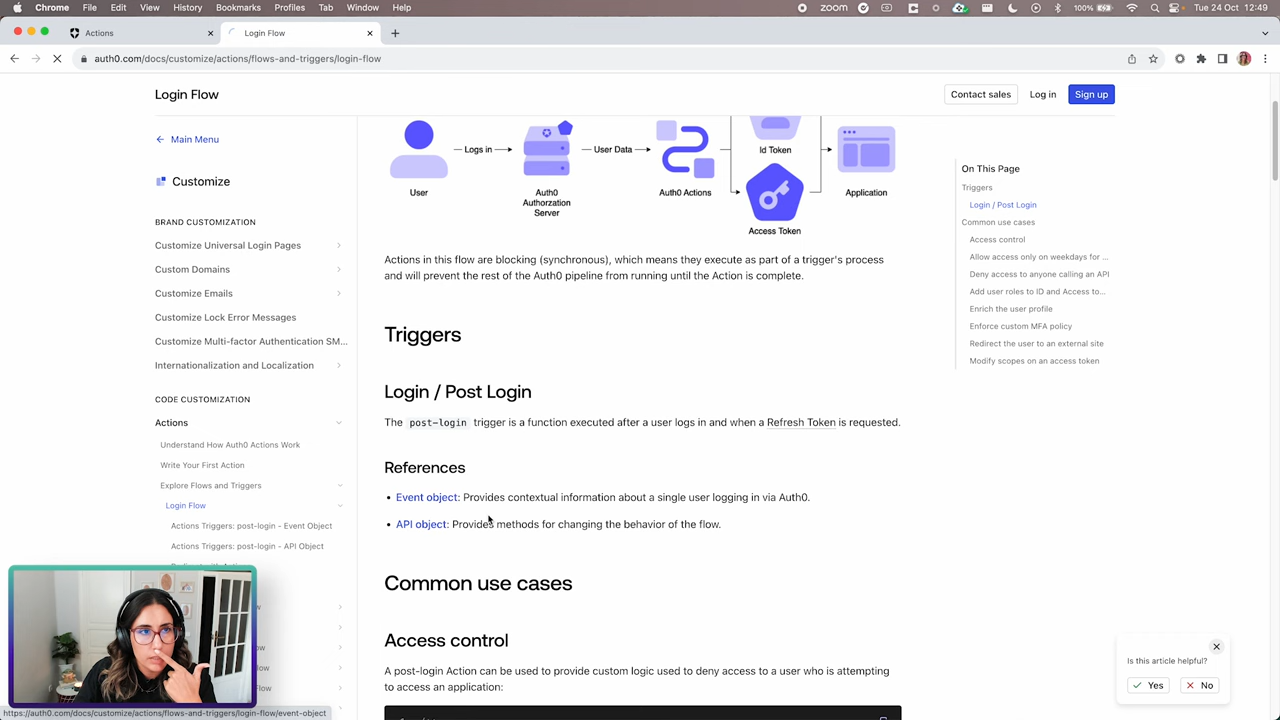 Chrome File Edit View History Bookmarks Profiles Tab Window Help
zoom 100% Tue 24 Oct 12:49
Actions
Login Flow
auth0.com/docs/customize/actions/flows-and-triggers/login-flow
Login Flow
Contact sales
Log in
Sign up
Main Menu
Customize
BRAND CUSTOMIZATION
Customize Universal Login Pages
Custom Domains
Customize Emails
Customize Lock Error Messages
Customize Multi-factor Authentication SM...
Internationalization and Localization
CODE CUSTOMIZATION
Actions
Understand How Auth0 Actions Work
Write Your First Action
Explore Flows and Triggers
Login Flow
Actions Triggers: post-login - Event Object
Actions Triggers: post-login - API Object
User
Logs in
Auth0
Authorzation
Server
User Data
Auth0 Actions
Id Token
Access Token
Application
Actions in this flow are blocking (synchronous), which means they execute as part of a trigger's process
and will prevent the rest of the Auth0 pipeline from running until the Action is complete.
Triggers
Login / Post Login
The post-login trigger is a function executed after a user logs in and when a Refresh Token is requested.
References
• Event object: Provides contextual information about a single user logging in via Auth0.
• API object: Provides methods for changing the behavior of the flow.
Common use cases
Access control
A post-login Action can be used to provide custom logic used to deny access to a user who is attempting
to access an application:
On This Page
Triggers
Login / Post Login
Common use cases
Access control
Allow access only on weekdays for ...
Deny access to anyone calling an API
Add user roles to ID and Access to...
Enrich the user profile
Enforce custom MFA policy
Redirect the user to an external site
Modify scopes on an access token
Is this article helpful?
Yes
No
https://auth0.com/docs/customize/actions/flows-and-triggers/login-flow/event-object